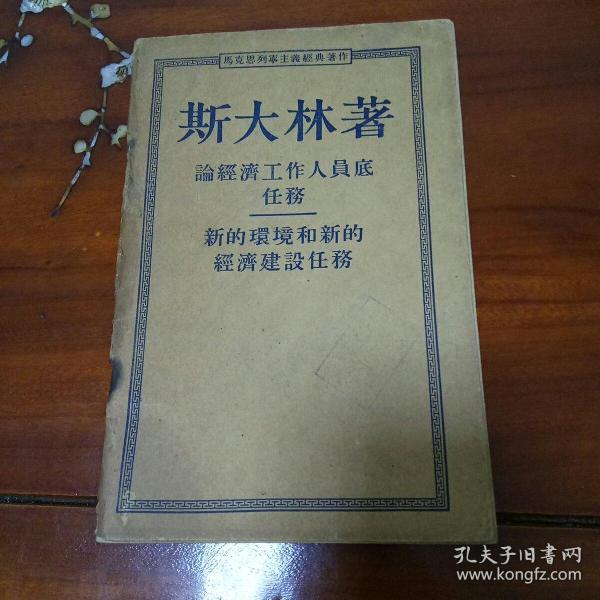 馬克思列寧主義經典著作
斯大林著
論經濟工作人員底
任務
新的環境和新的
經濟建設任務
孔夫子旧书网
www.kongfz.com